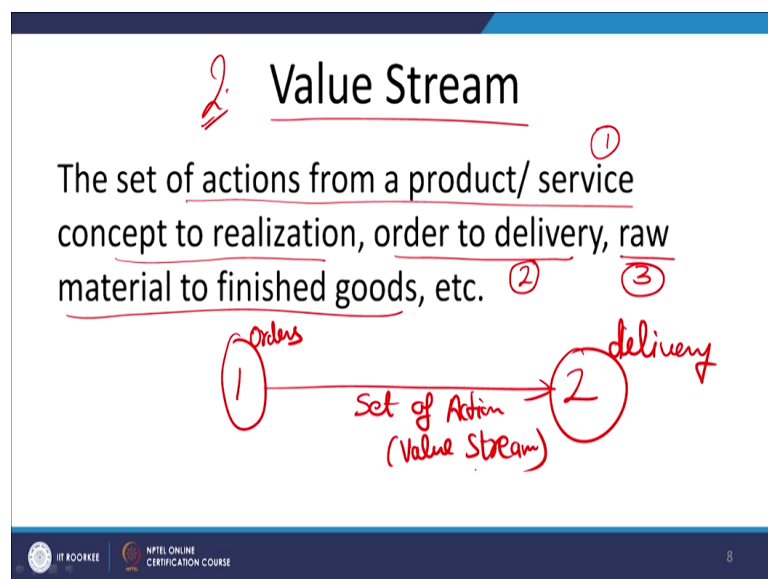 2. Value Stream
The set of actions from a product/ service ①
concept to realization, order to delivery, raw
material to finished goods, etc. ② ③
1 orders 2 delivery
Set of Action
(Value Stream)
IIT ROORKEE NPTEL ONLINE
CERTIFICATION COURSE 8